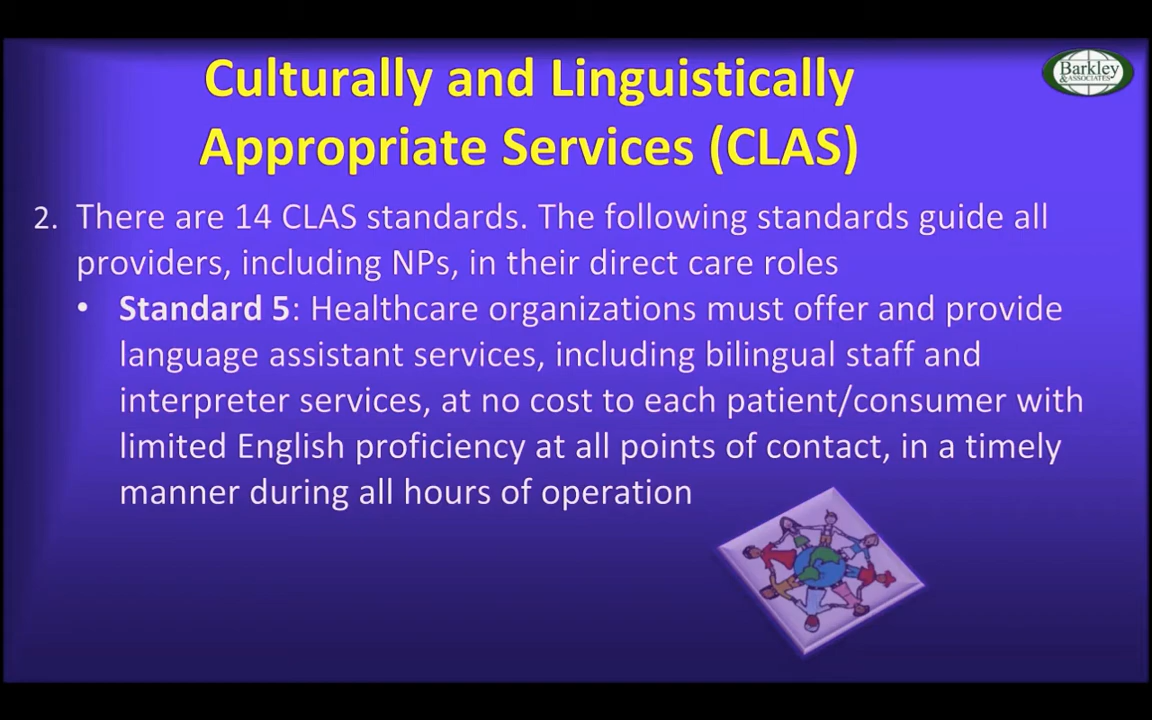 Culturally and Linguistically
Appropriate Services (CLAS)
Barkley
& ASSOCIATES
2. There are 14 CLAS standards. The following standards guide all
providers, including NPs, in their direct care roles
• Standard 5: Healthcare organizations must offer and provide
language assistant services, including bilingual staff and
interpreter services, at no cost to each patient/consumer with
limited English proficiency at all points of contact, in a timely
manner during all hours of operation